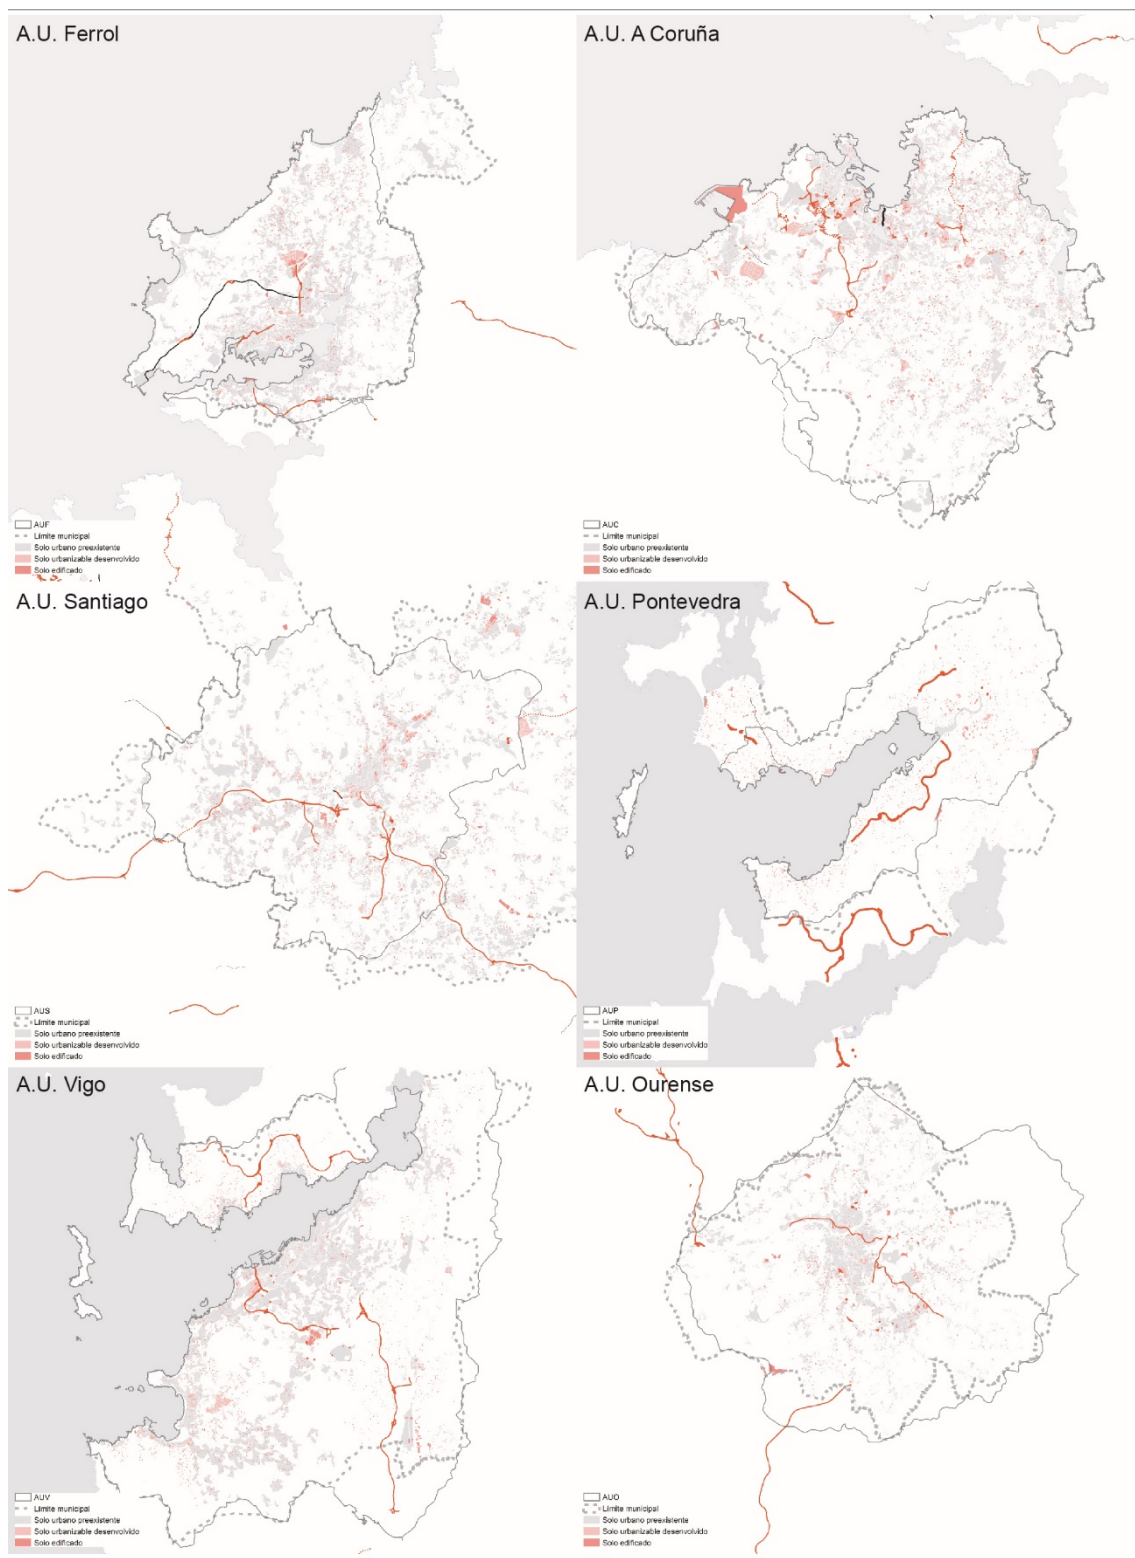 A.U. Ferrol
AUF
Límite municipal
Solo urbano preexistente
Solo urbanizable desenvolvido
Solo edificado
A.U. A Coruña
AUC
Límite municipal
Solo urbano preexistente
Solo urbanizable desenvolvido
Solo edificado
A.U. Santiago
AUS
Límite municipal
Solo urbano preexistente
Solo urbanizable desenvolvido
Solo edificado
A.U. Pontevedra
AUP
Límite municipal
Solo urbano preexistente
Solo urbanizable desenvolvido
Solo edificado
A.U. Vigo
AUV
Límite municipal
Solo urbano preexistente
Solo urbanizable desenvolvido
Solo edificado
A.U. Ourense
AUO
Límite municipal
Solo urbano preexistente
Solo urbanizable desenvolvido
Solo edificado